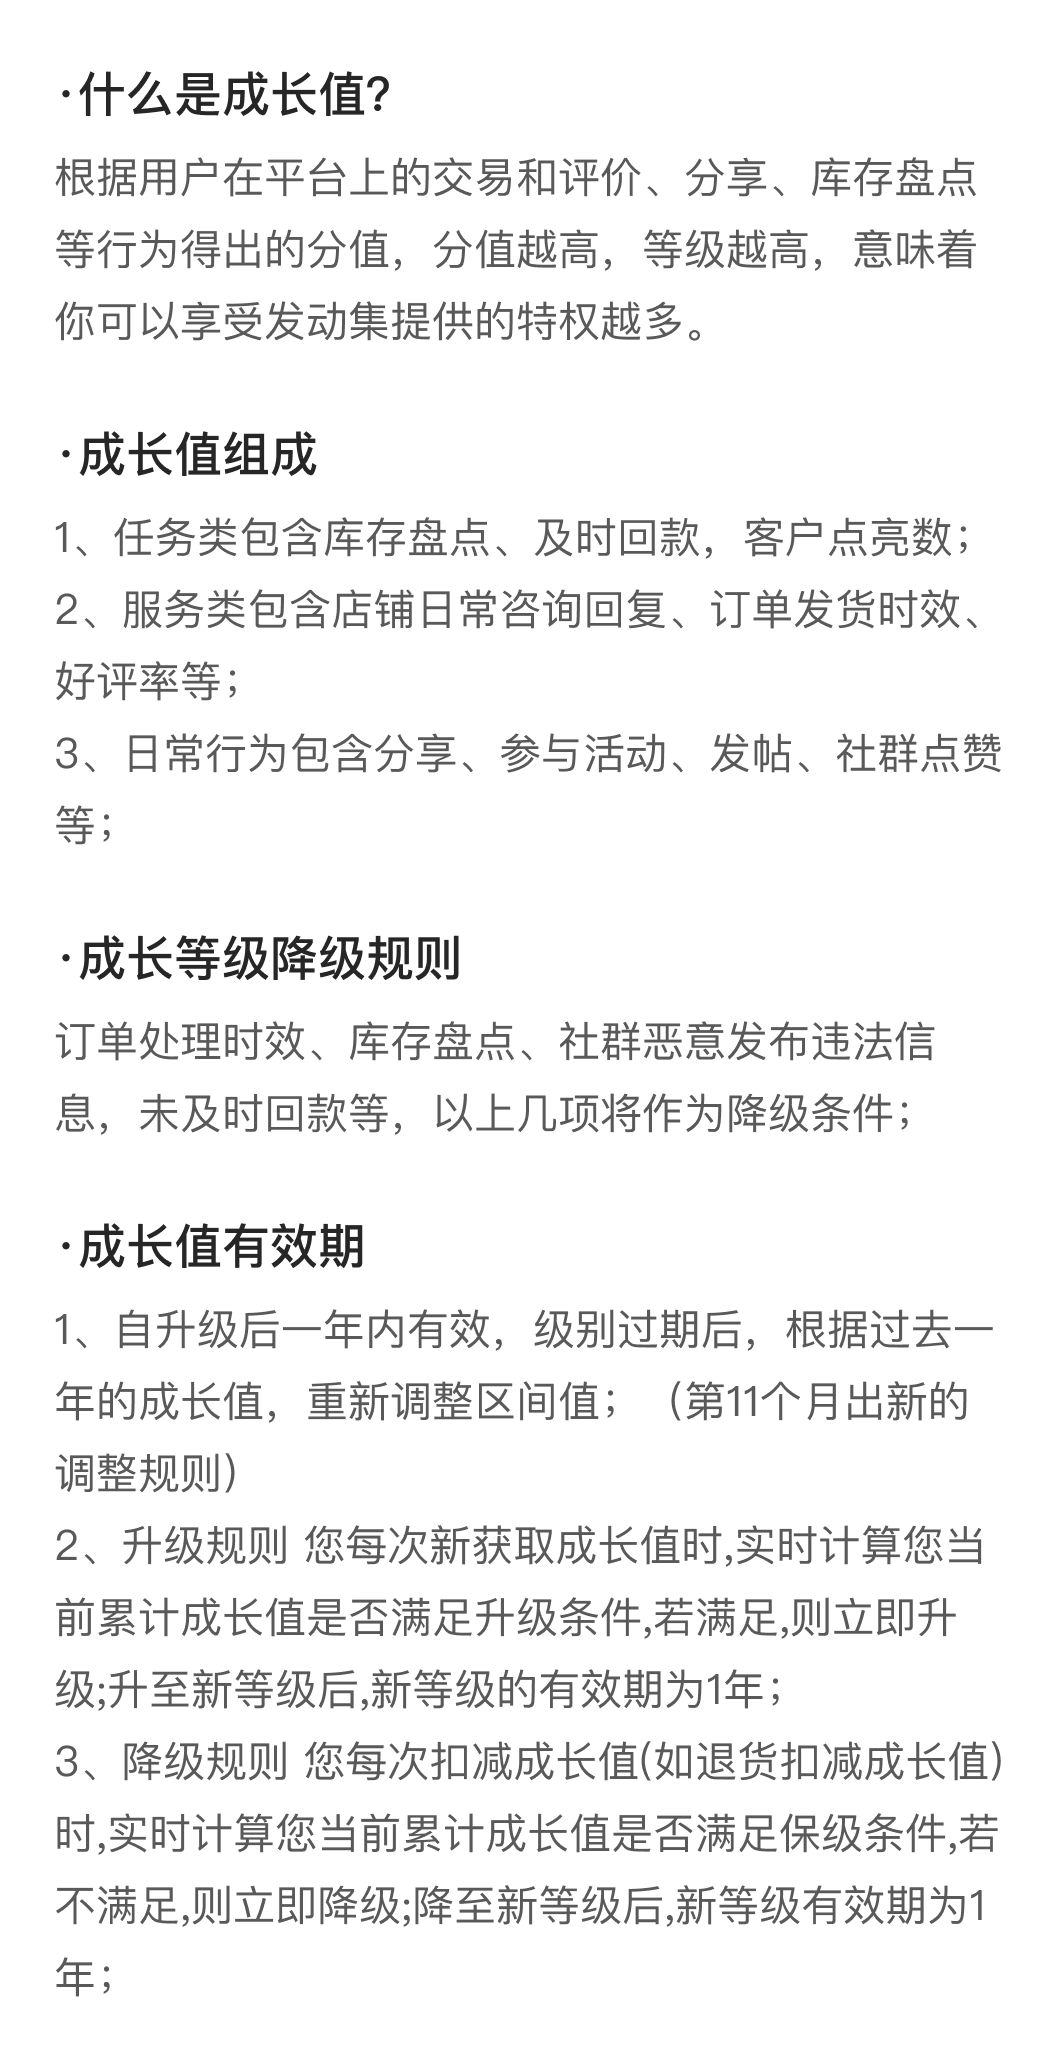 ·什么是成长值?
根据用户在平台上的交易和评价、分享、库存盘点
等行为得出的分值，分值越高，等级越高，意味着
你可以享受发动集提供的特权越多。
·成长值组成
1、任务类包含库存盘点、及时回款，客户点亮数；
2、服务类包含店铺日常咨询回复、订单发货时效、
好评率等；
3、日常行为包含分享、参与活动、发帖、社群点赞
等；
·成长等级降级规则
订单处理时效、库存盘点、社群恶意发布违法信
息，未及时回款等，以上几项将作为降级条件；
·成长值有效期
1、自升级后一年内有效，级别过期后，根据过去一
年的成长值，重新调整区间值；（第11个月出新的
调整规则）
2、升级规则 您每次新获取成长值时,实时计算您当
前累计成长值是否满足升级条件,若满足,则立即升
级;升至新等级后,新等级的有效期为1年；
3、降级规则 您每次扣减成长值(如退货扣减成长值)
时,实时计算您当前累计成长值是否满足保级条件,若
不满足,则立即降级;降至新等级后,新等级有效期为1
年；